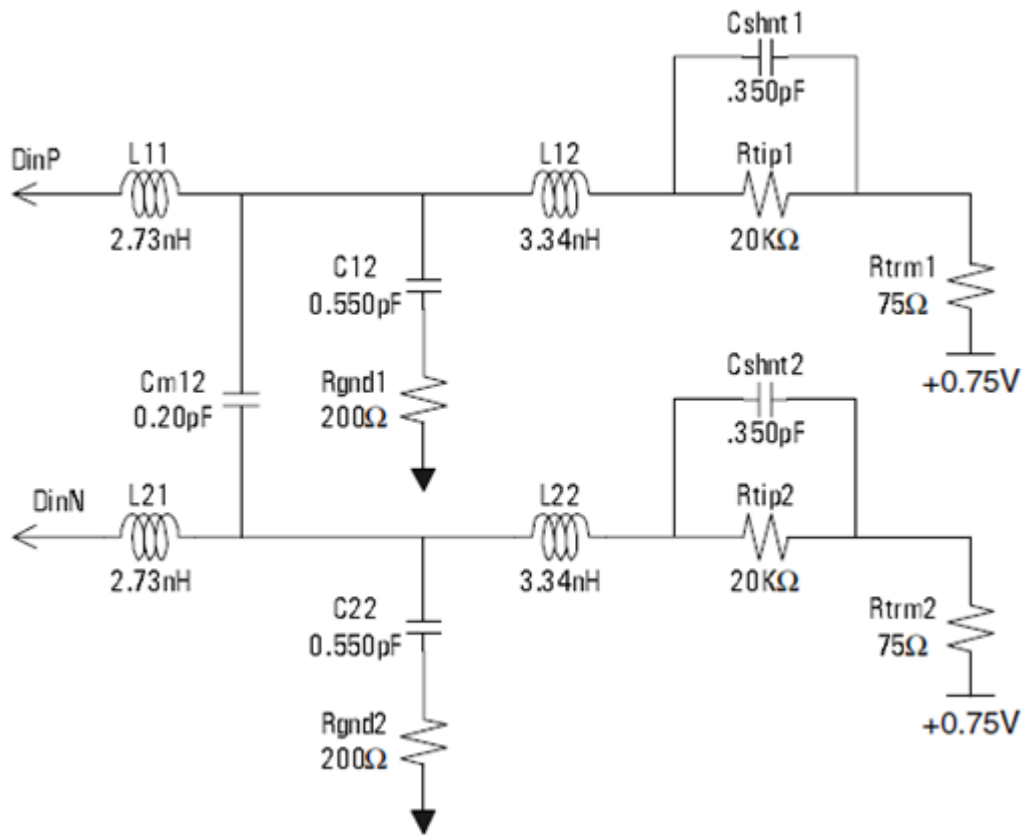 Cshnt1
.350pF
DinP
L11
2.73nH
L12
3.34nH
Rtip1
20KΩ
C12
0.550pF
Rtrm1
75Ω
+0.75V
Cm12
0.20pF
Rgnd1
200Ω
Cshnt2
.350pF
DinN
L21
2.73nH
L22
3.34nH
Rtip2
20KΩ
C22
0.550pF
Rtrm2
75Ω
+0.75V
Rgnd2
200Ω